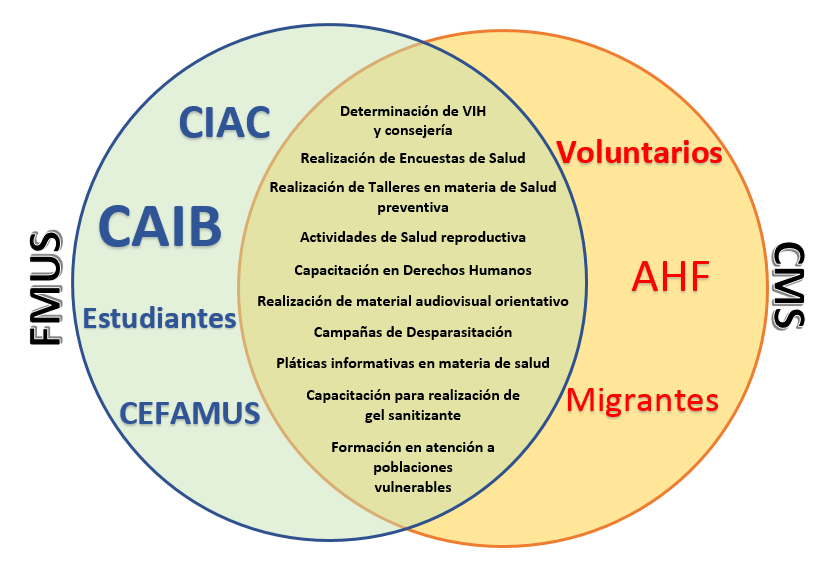 FMUS
CIAC
CAIB
Estudiantes
CEFAMUS
Determinación de VIH
y consejería
Realización de Encuestas de Salud
Realización de Talleres en materia de Salud
preventiva
Actividades de Salud reproductiva
Capacitación en Derechos Humanos
Realización de material audiovisual orientativo
Campañas de Desparasitación
Pláticas informativas en materia de salud
Capacitación para realización de
gel sanitizante
Formación en atención a
poblaciones
vulnerables
Voluntarios
AHF
Migrantes
CMS